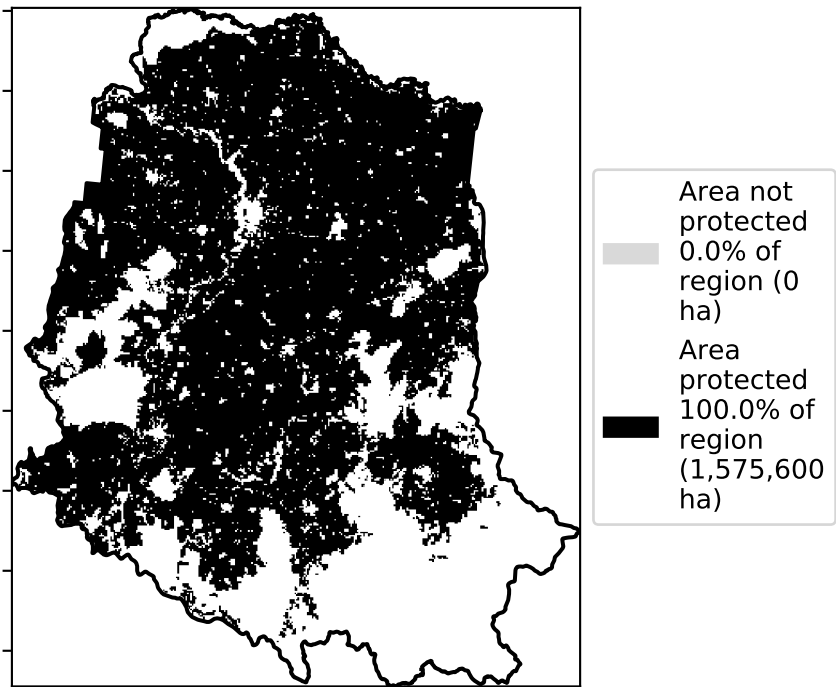 Area not
protected
0.0% of
region (0
ha)
Area
protected
100.0% of
region
(1,575,600
ha)